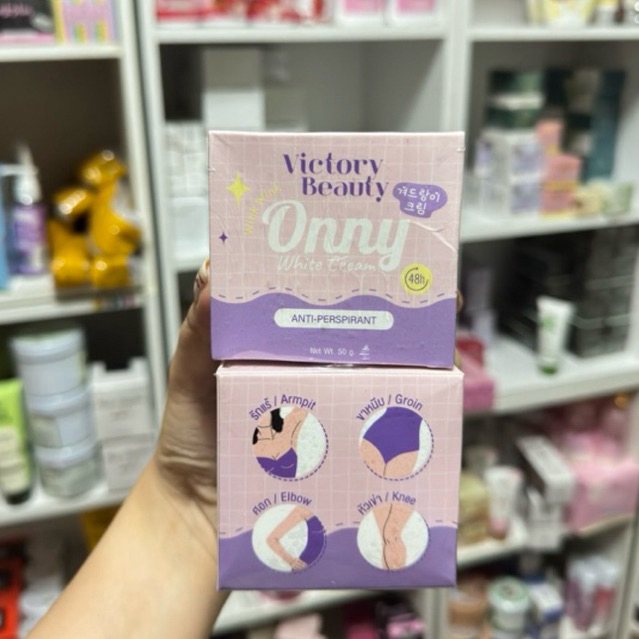 Victory
Beauty
겨드랑이
크림
Onny
White Cream
48h
ANTI-PERSPIRANT
Net Wt. 50 g.
รักแร้ / Armpit
ขาหนีบ / Groin
ศอก / Elbow
หัวเข่า / Knee